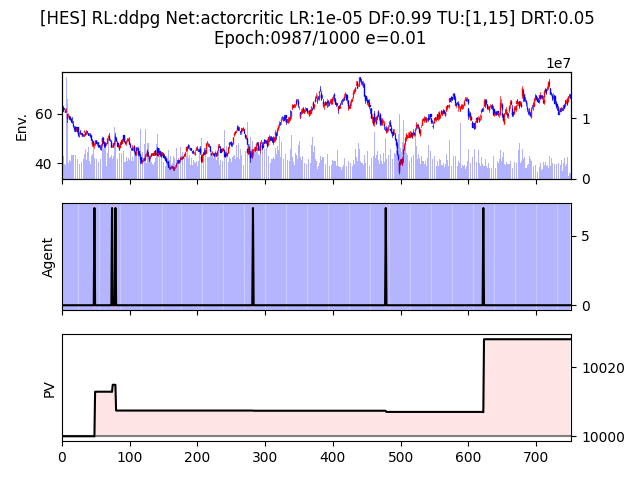 [HES] RL:ddpg Net:actorcritic LR:1e-05 DF:0.99 TU:[1,15] DRT:0.05
Epoch:0987/1000 e=0.01
1e7
Env.
60
40
1
0
Agent
5
0
PV
10020
10000
0 100 200 300 400 500 600 700